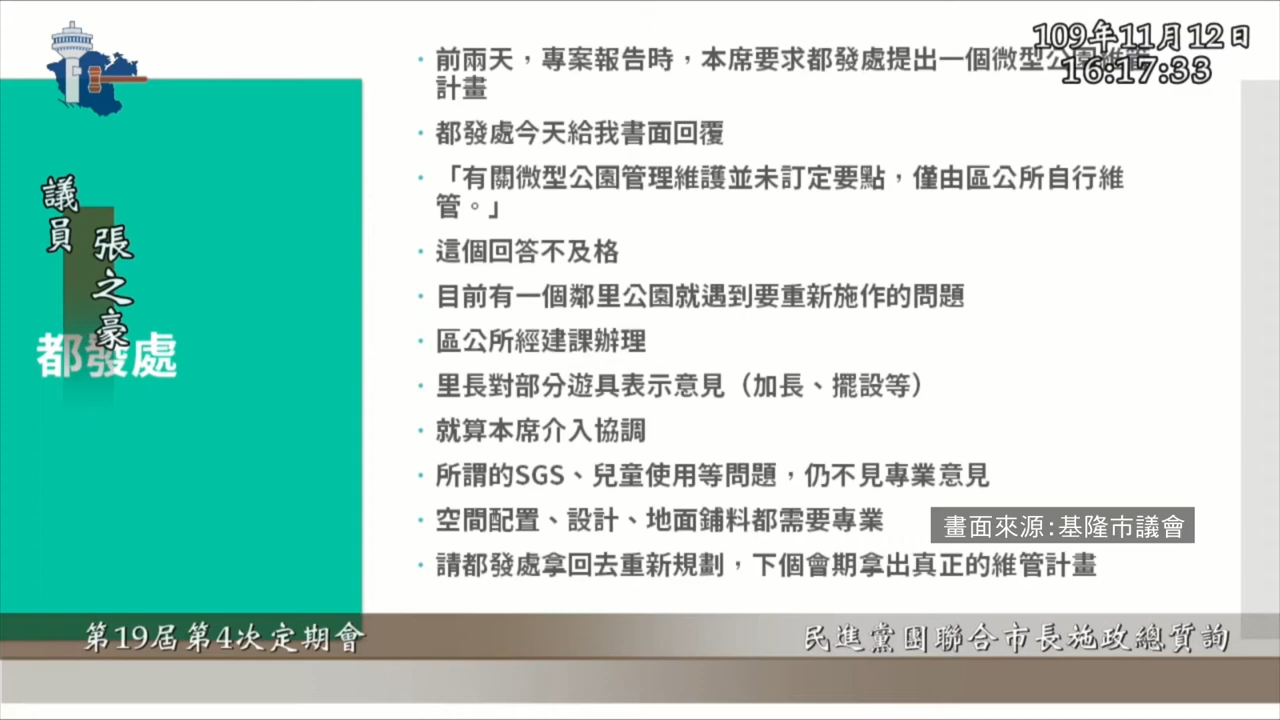 109年11月12日
16:17:33
議員
張之豪
都發處
· 前兩天，專案報告時，本席要求都發處提出一個微型公園維管
計畫
· 都發處今天給我書面回覆
· 「有關微型公園管理維護並未訂定要點，僅由區公所自行維
管。」
· 這個回答不及格
· 目前有一個鄰里公園就遇到要重新施作的問題
· 區公所經建課辦理
· 里長對部分遊具表示意見（加長、擺設等）
· 就算本席介入協調
· 所謂的SGS、兒童使用等問題，仍不見專業意見
· 空間配置、設計、地面鋪料都需要專業
· 請都發處拿回去重新規劃，下個會期拿出真正的維管計畫
畫面來源:基隆市議會
第19屆第4次定期會
民進黨團聯合市長施政總質詢